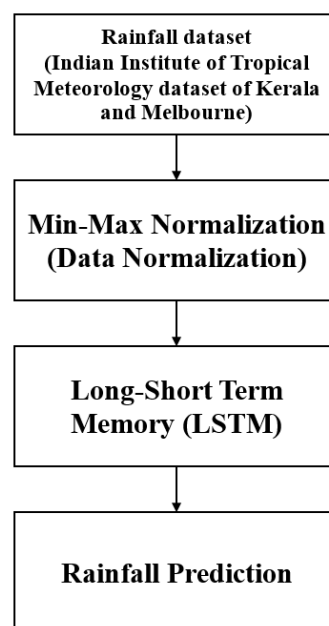 Rainfall dataset
(Indian Institute of Tropical
Meteorology dataset of Kerala
and Melbourne)
Min-Max Normalization
(Data Normalization)
Long-Short Term
Memory (LSTM)
Rainfall Prediction